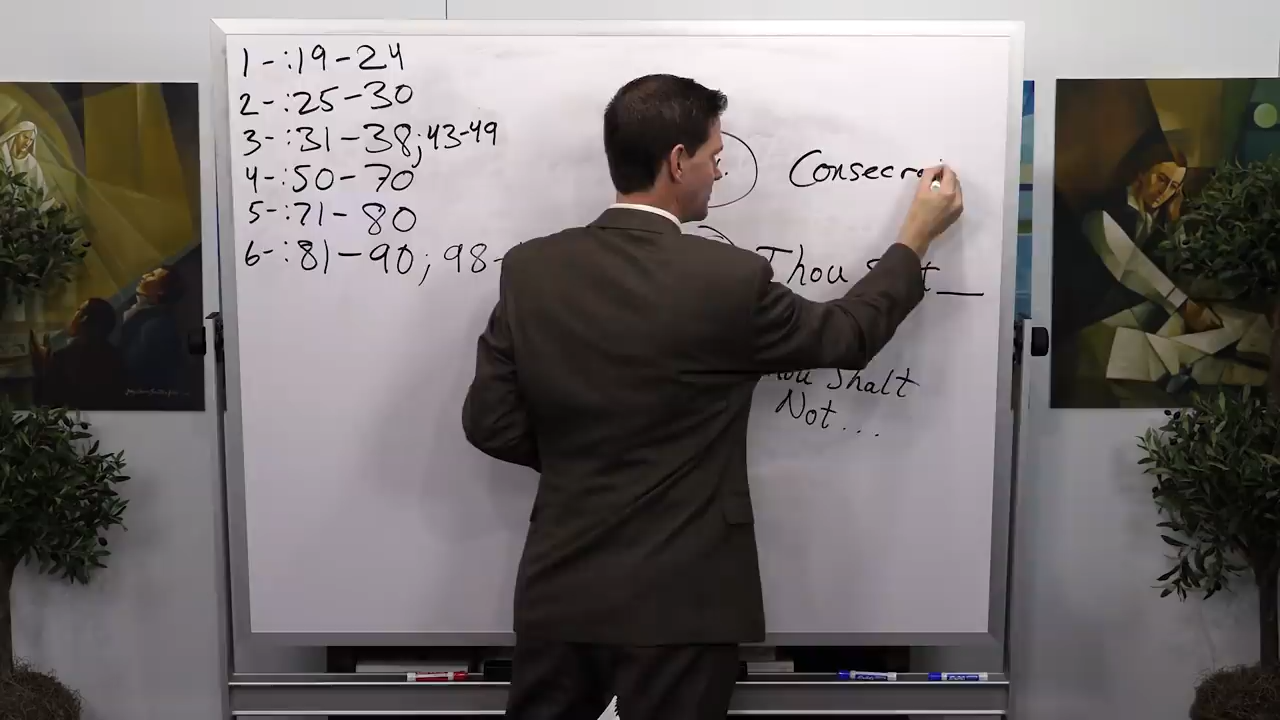 1-:19-24
2-:25-30
3-:31-38;43-49
4-:50-70
5-:71-80
6-:81-90; 98-
Consecra
Thou
Shalt
Not...